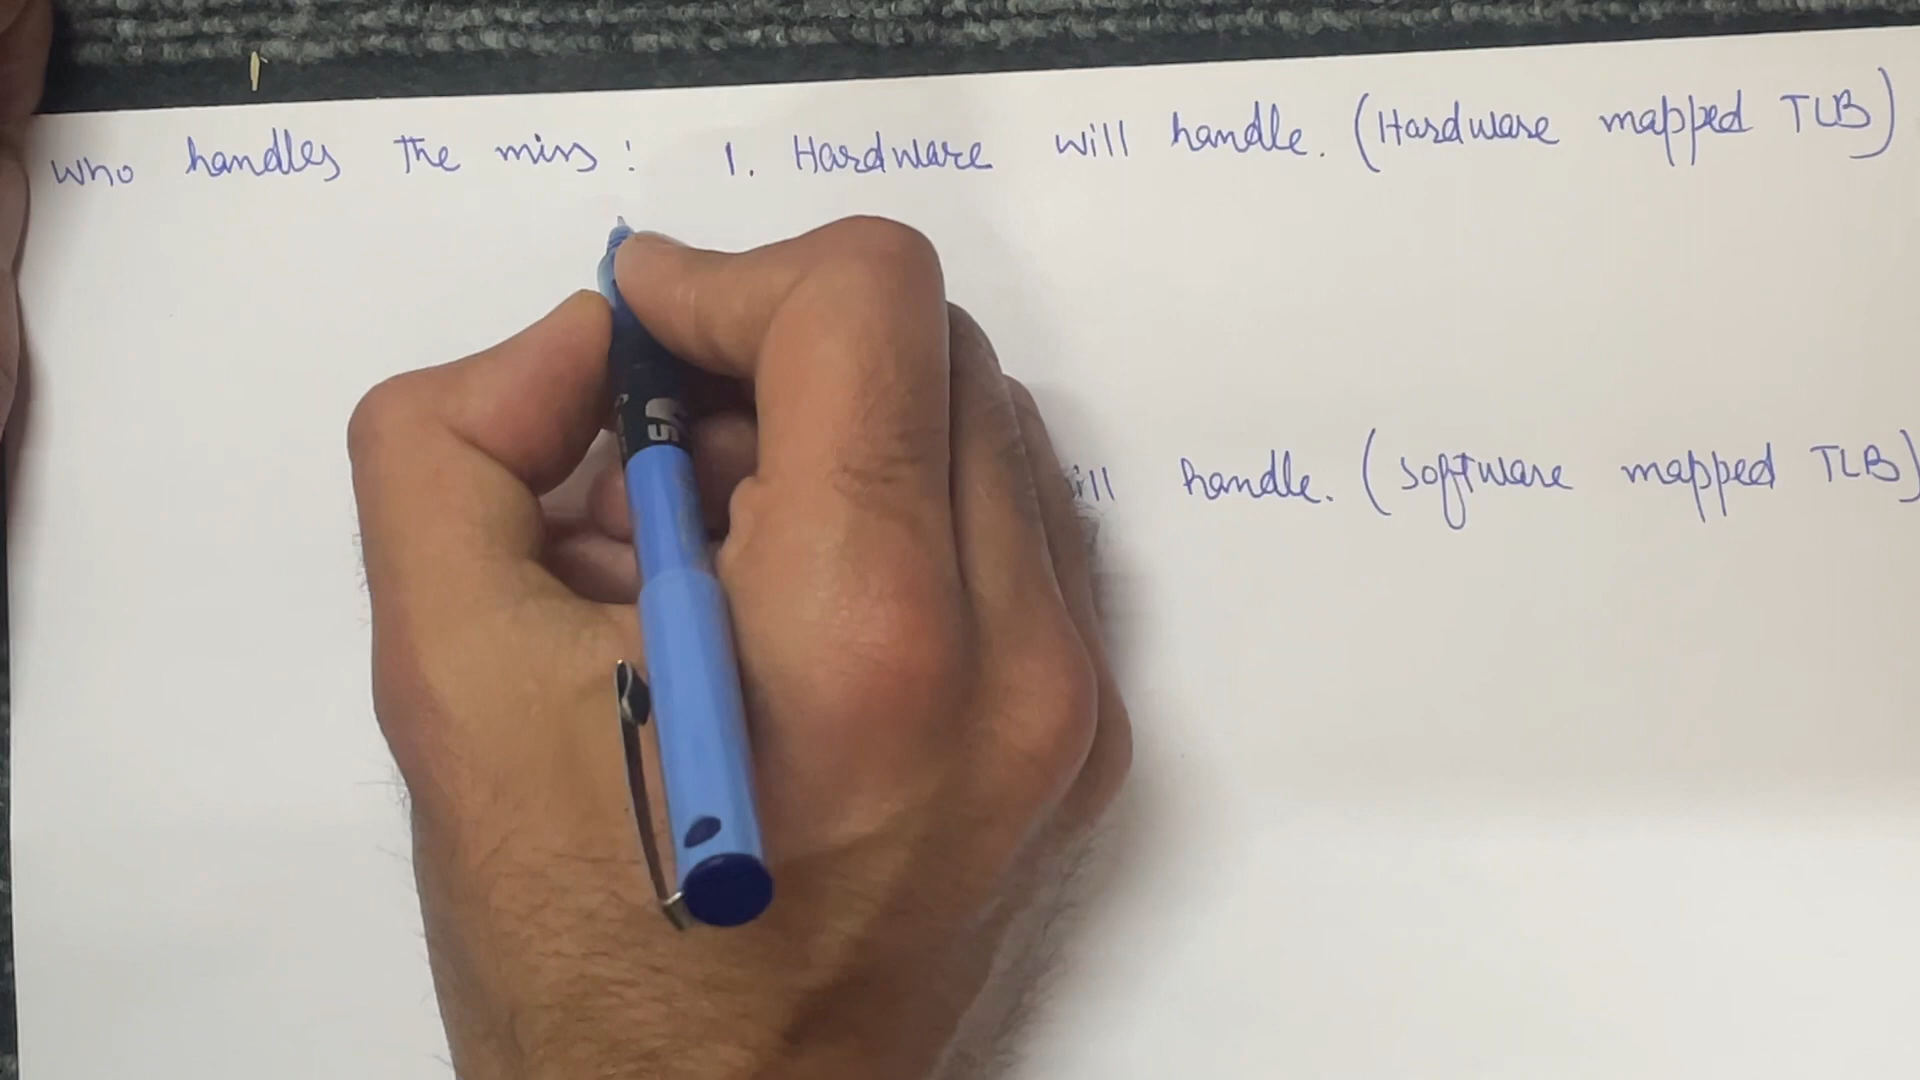 Who handles the miss : 1. Hardware will handle. (Hardware mapped TLB)
handle. (Software mapped TLB)